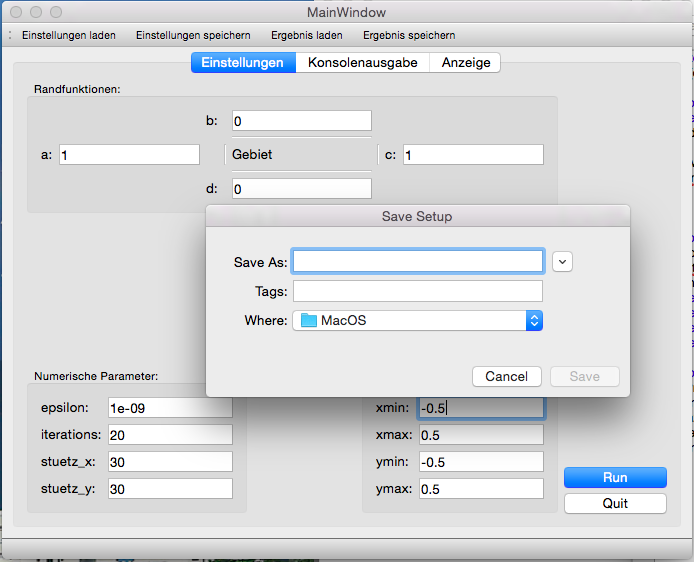 MainWindow
Einstellungen laden Einstellungen speichern Ergebnis laden Ergebnis speichern
Einstellungen Konsolenausgabe Anzeige
Randfunktionen:
b: 0
a: 1 Gebiet c: 1
d: 0
Save Setup
Save As:
Tags:
Where: MacOS
Cancel Save
Numerische Parameter:
epsilon: 1e-09 xmin: -0.5
iterations: 20 xmax: 0.5
stuetz_x: 30 ymin: -0.5
stuetz_y: 30 ymax: 0.5
Run
Quit